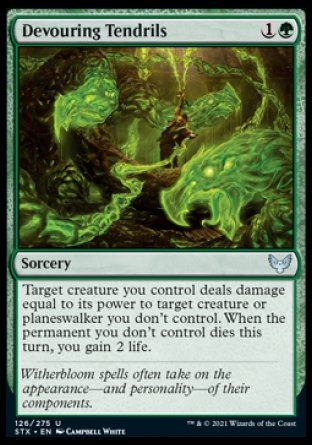 Devouring Tendrils 1
Sorcery
Target creature you control deals damage
equal to its power to target creature or
planeswalker you don't control. When the
permanent you don't control dies this
turn, you gain 2 life.
Witherbloom spells often take on the
appearance—and personality—of their
components.
126/275 U
STX • EN CAMPBELL WHITE ™ & © 2021 Wizards of the Coast